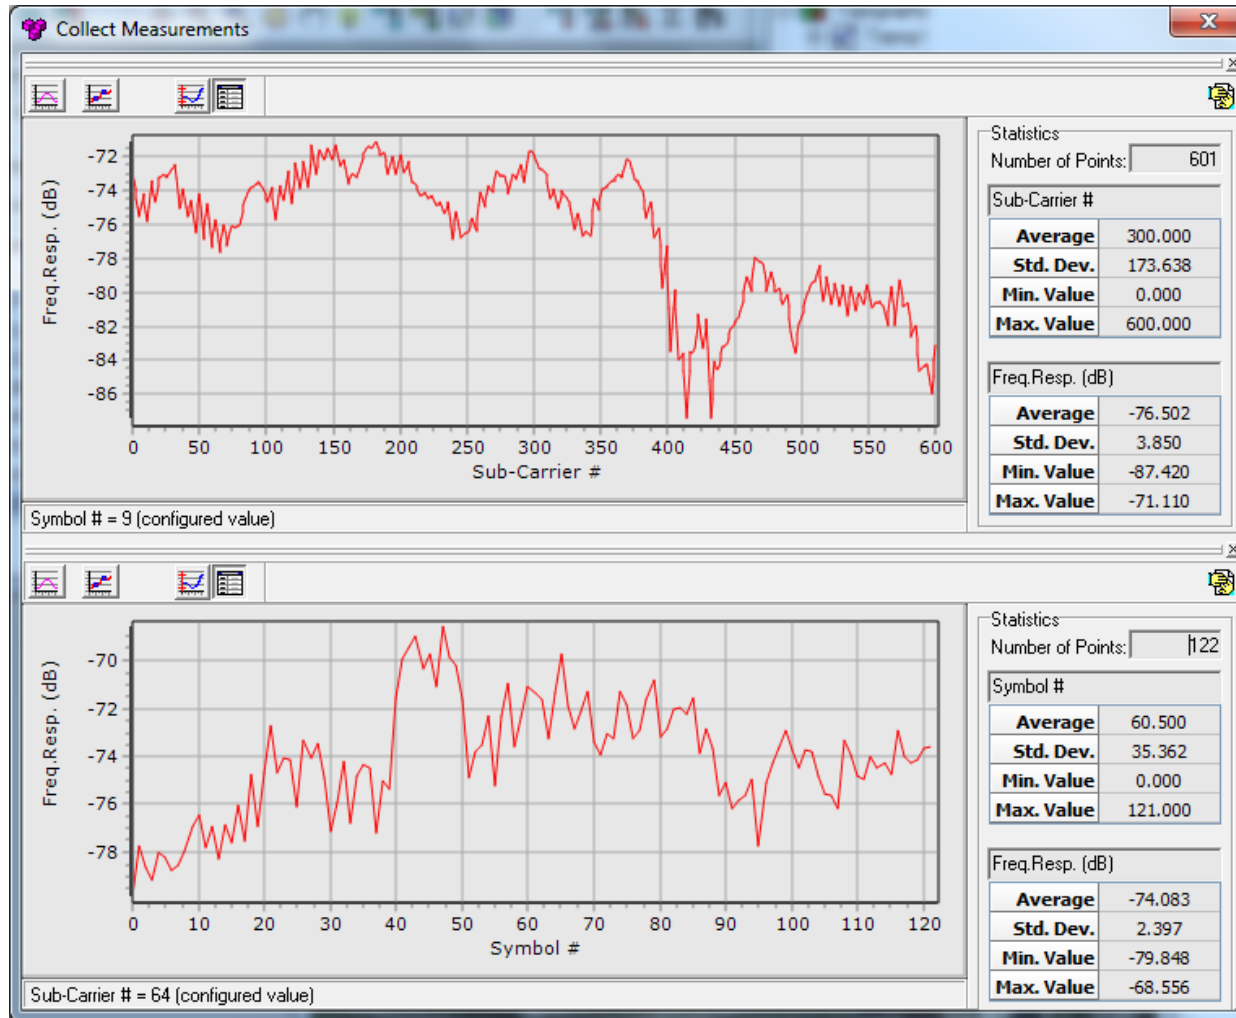 Collect Measurements
Freq.Resp. (dB)
-72
-74
-76
-78
-80
-82
-84
-86
0 50 100 150 200 250 300 350 400 450 500 550 600
Sub-Carrier #
Symbol # = 9 (configured value)
Statistics
Number of Points: 601
Sub-Carrier #
Average 300.000
Std. Dev. 173.638
Min. Value 0.000
Max. Value 600.000
Freq.Resp. (dB)
Average -76.502
Std. Dev. 3.850
Min. Value -87.420
Max. Value -71.110
Freq.Resp. (dB)
-70
-72
-74
-76
-78
0 10 20 30 40 50 60 70 80 90 100 110 120
Symbol #
Sub-Carrier # = 64 (configured value)
Statistics
Number of Points: 122
Symbol #
Average 60.500
Std. Dev. 35.362
Min. Value 0.000
Max. Value 121.000
Freq.Resp. (dB)
Average -74.083
Std. Dev. 2.397
Min. Value -79.848
Max. Value -68.556